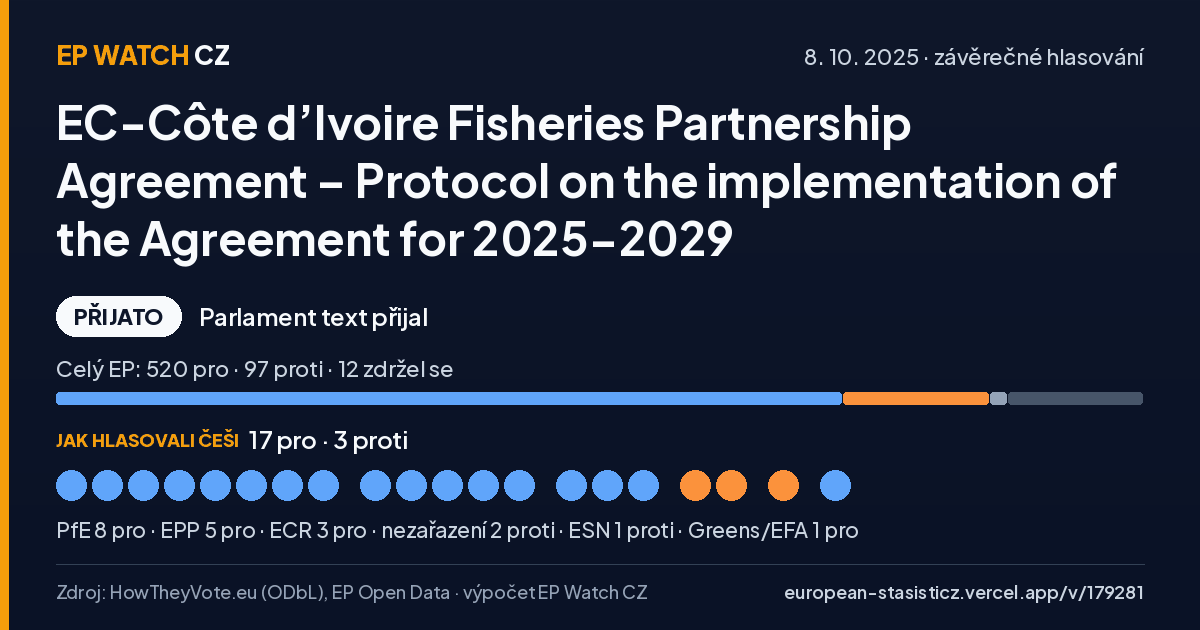 EP WATCH CZ
8. 10. 2025 · závěrečné hlasování
EC–Côte d’Ivoire Fisheries Partnership
Agreement – Protocol on the implementation of
the Agreement for 2025–2029
PŘIJATO Parlament text přijal
Celý EP: 520 pro · 97 proti · 12 zdržel se
JAK HLASOVALI ČEŠI 17 pro · 3 proti
PfE 8 pro · EPP 5 pro · ECR 3 pro · nezařazení 2 proti · ESN 1 proti · Greens/EFA 1 pro
Zdroj: HowTheyVote.eu (ODbL), EP Open Data · výpočet EP Watch CZ
european-stasisticz.vercel.app/v/179281